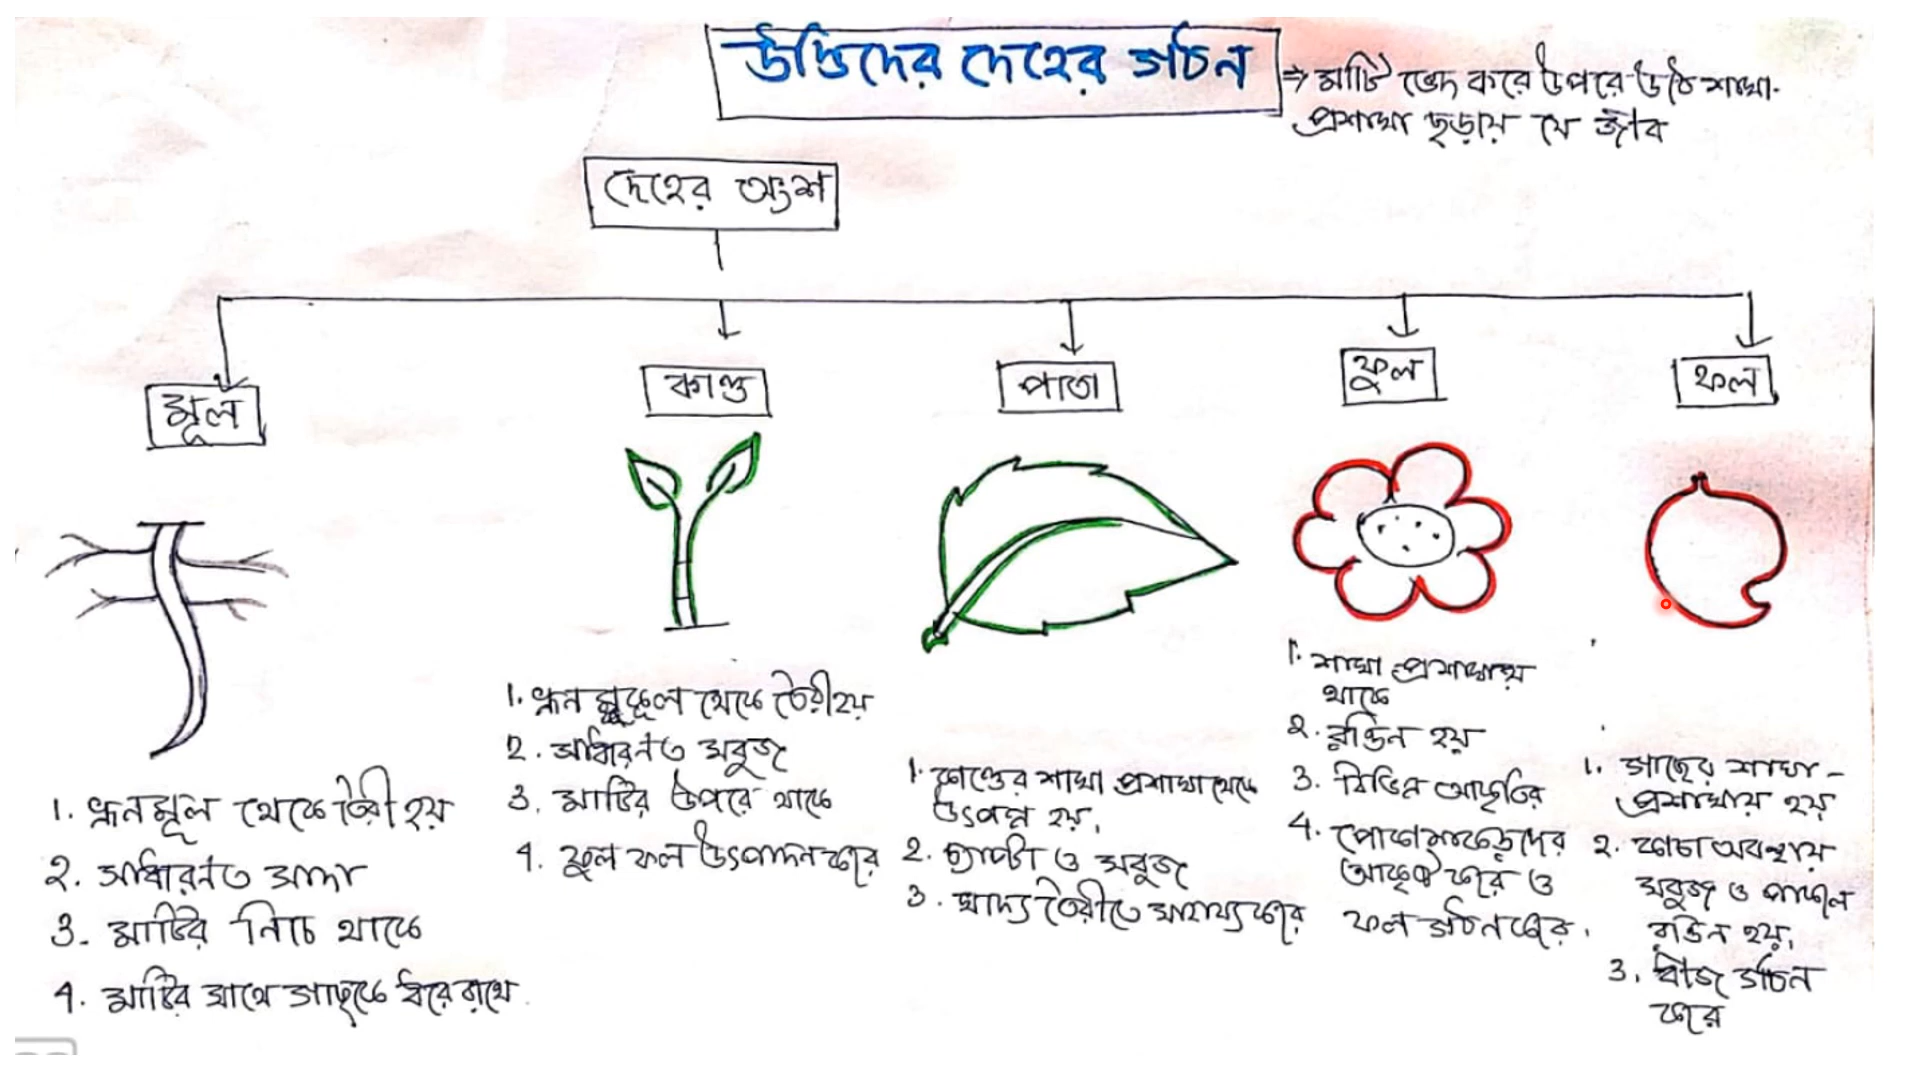 উদ্ভিদের দেহের গঠন
⇒ মাটি ভেদ করে উপরে উঠে শাখা-
প্রশাখা ছড়ায় যে জীব
দেহের অংশ
মূল
কাণ্ড
পাতা
ফুল
ফল
1. ভ্রূনমূল থেকে তৈরী হয়
2. সাধারনত সাদা
3. মাটির নিচে থাকে
4. মাটির সাথে গাছকে ধরে রাখে
1. ভ্রূন মুকুল থেকে তৈরী হয়
2. সাধারনত সবুজ
3. মাটির উপরে থাকে
4. ফুল ফল উৎপাদন করে
1. কাণ্ডের শাখা প্রশাখা থেকে
উৎপন্ন হয়,
2. চ্যাপ্টা ও সবুজ
3. খাদ্য তৈরীতে সাহায্য করে
1. শাখা প্রশাখায়
থাকে
2. রঙিন হয়
3. বিভিন্ন আকৃতির
4. পোকামাকড়দের
আকৃষ্ট করে ও
ফল গঠন করে.
1. গাছের শাখা-
প্রশাখায় হয়
2. কাচা অবস্থায়
সবুজ ও পাকলে
রঙিন হয়,
3. বীজ গঠন
করে